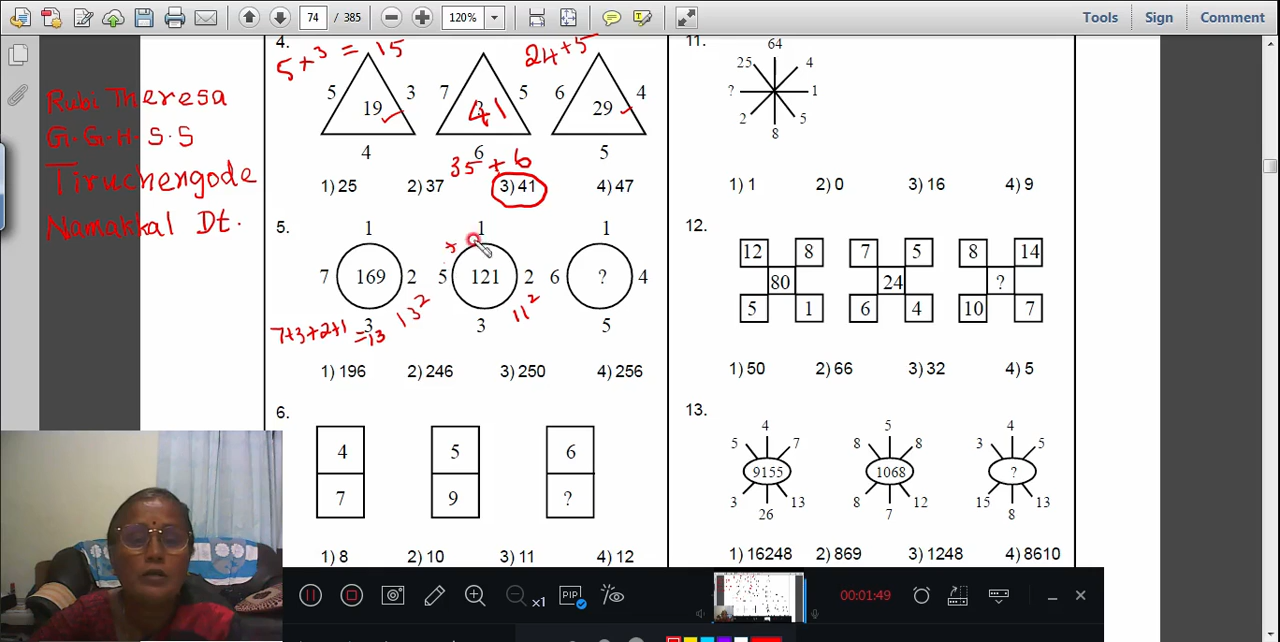 74 / 385 120% Tools Sign Comment
Rubi Theresa
G.G.H.S.S
Tiruchengode
Namakkal Dt.
4.
5+3 = 15
24+5
5 19 3
7 41 5
6 29 4
4 6 5
35 + 6
1) 25 2) 37 3) 41 4) 47
5.
1 1 1
7 169 2
5 121 2
6 ? 4
3 3 5
7+3+2+1 =13
13²
11²
1) 196 2) 246 3) 250 4) 256
6.
4 5 6
7 9 ?
1) 8 2) 10 3) 11 4) 12
11.
64
25 4
? 1
2 5
8
1) 1 2) 0 3) 16 4) 9
12.
12 8 7 5 8 14
80 24 ?
5 1 6 4 10 7
1) 50 2) 66 3) 32 4) 5
13.
4 5 4
5 7 8 8 3 5
9155 1068 ?
3 13 8 12 15 13
26 7 8
1) 16248 2) 869 3) 1248 4) 8610
x1 PIP 00:01:49